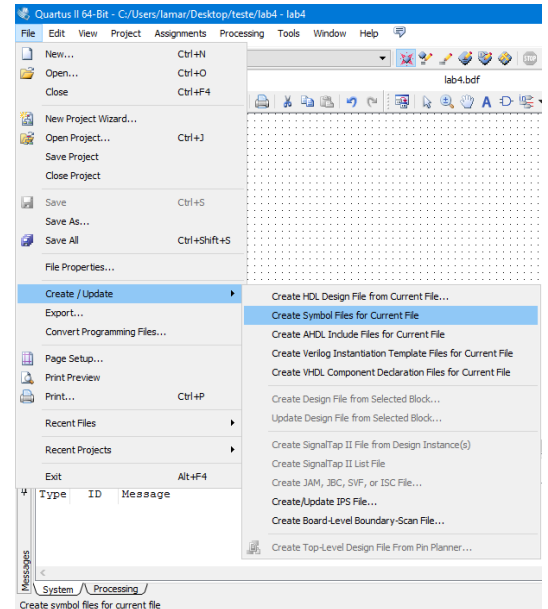 Quartus II 64-Bit - C:/Users/lamar/Desktop/teste/lab4 - lab4
File Edit View Project Assignments Processing Tools Window Help
New... Ctrl+N
Open... Ctrl+O
Close Ctrl+F4
lab4.bdf
New Project Wizard...
Open Project... Ctrl+J
Save Project
Close Project
Save Ctrl+S
Save As...
Save All Ctrl+Shift+S
File Properties...
Create / Update
Export...
Convert Programming Files...
Page Setup...
Print Preview
Print... Ctrl+P
Recent Files
Recent Projects
Exit Alt+F4
Create HDL Design File from Current File...
Create Symbol Files for Current File
Create AHDL Include Files for Current File
Create Verilog Instantiation Template Files for Current File
Create VHDL Component Declaration Files for Current File
Create Design File from Selected Block...
Update Design File from Selected Block...
Create SignalTap II File from Design Instance(s)
Create SignalTap II List File
Create JAM, JBC, SVF, or ISC File...
Create/Update IPS File...
Create Board-Level Boundary-Scan File...
Create Top-Level Design File From Pin Planner...
Type ID Message
Messages
System Processing
Create symbol files for current file